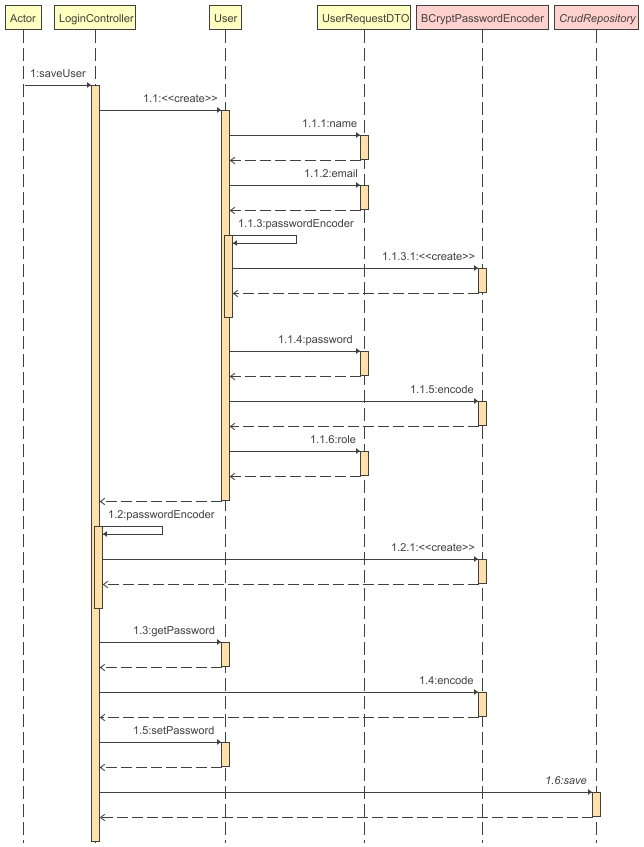 Actor
LoginController
User
UserRequestDTO
BCryptPasswordEncoder
CrudRepository
1:saveUser
1.1:<<create>>
1.1.1:name
1.1.2:email
1.1.3:passwordEncoder
1.1.3.1:<<create>>
1.1.4:password
1.1.5:encode
1.1.6:role
1.2:passwordEncoder
1.2.1:<<create>>
1.3:getPassword
1.4:encode
1.5:setPassword
1.6:save